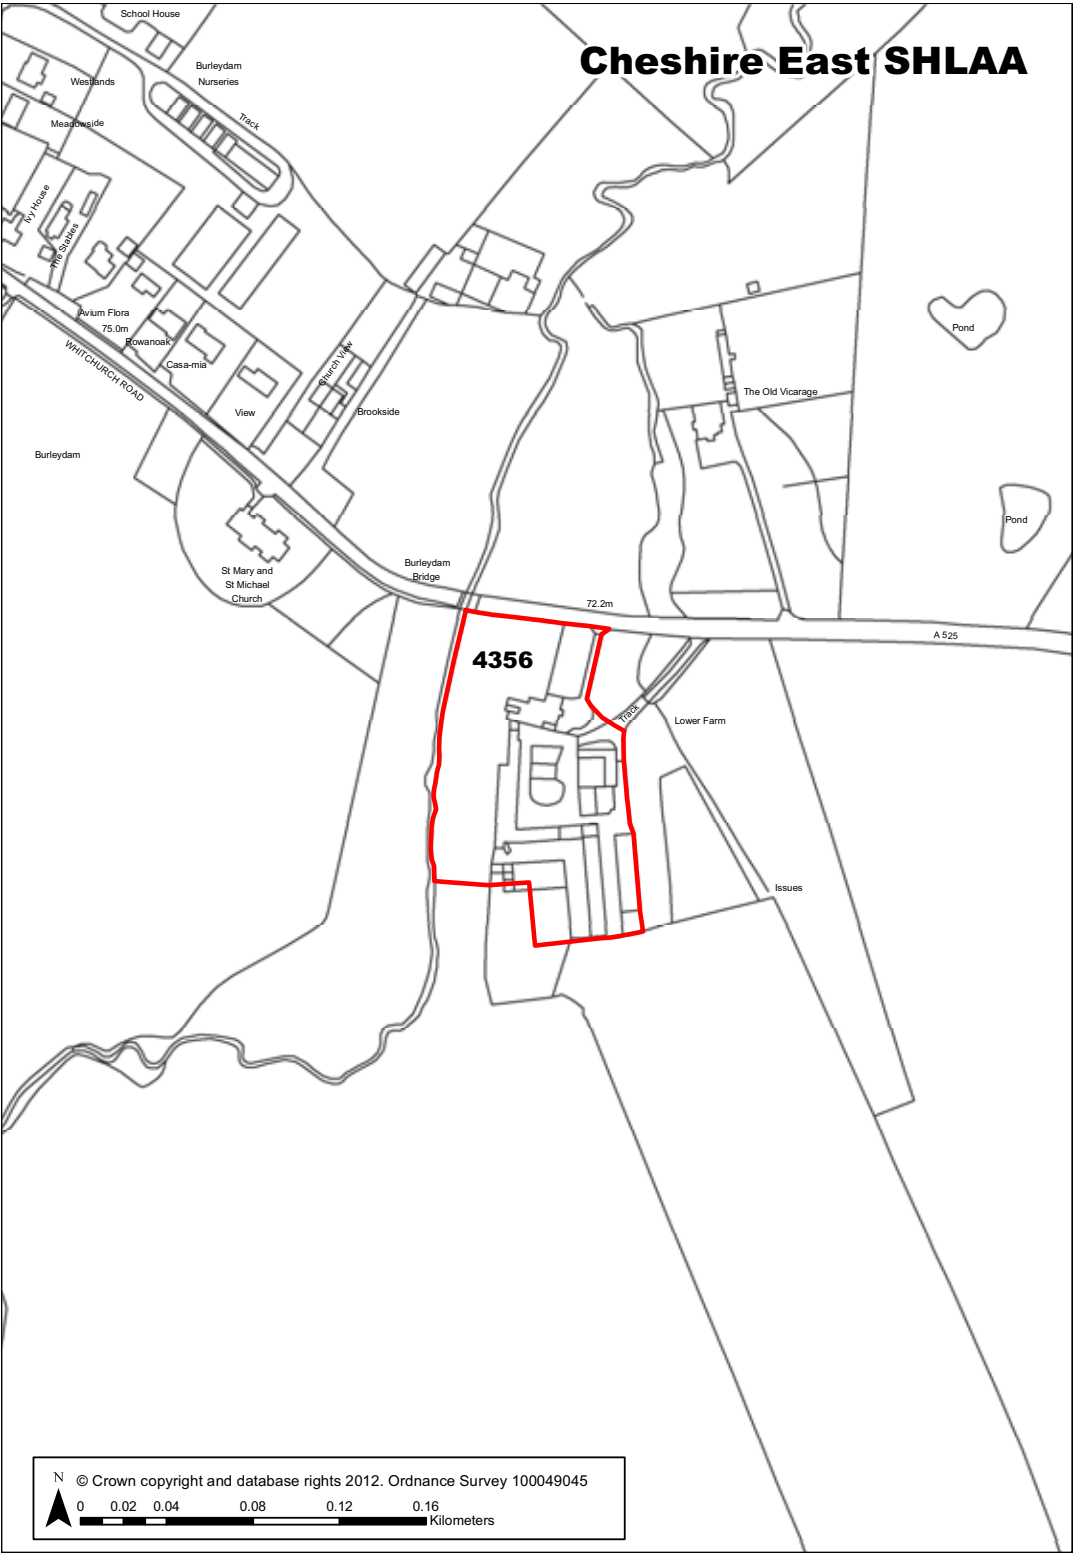 Cheshire East SHLAA
School House
Burleydam
Nurseries
Westlands
Track
Meadowside
Ivy House
The Stables
Avium Flora
75.0m
Rowanoak
Casa-mia
WHITCHURCH ROAD
View
Church View
Brookside
Burleydam
Pond
The Old Vicarage
Pond
St Mary and
St Michael
Church
Burleydam
Bridge
72.2m
A 525
4356
Track
Lower Farm
Issues
N
© Crown copyright and database rights 2012. Ordnance Survey 100049045
0 0.02 0.04 0.08 0.12 0.16
Kilometers